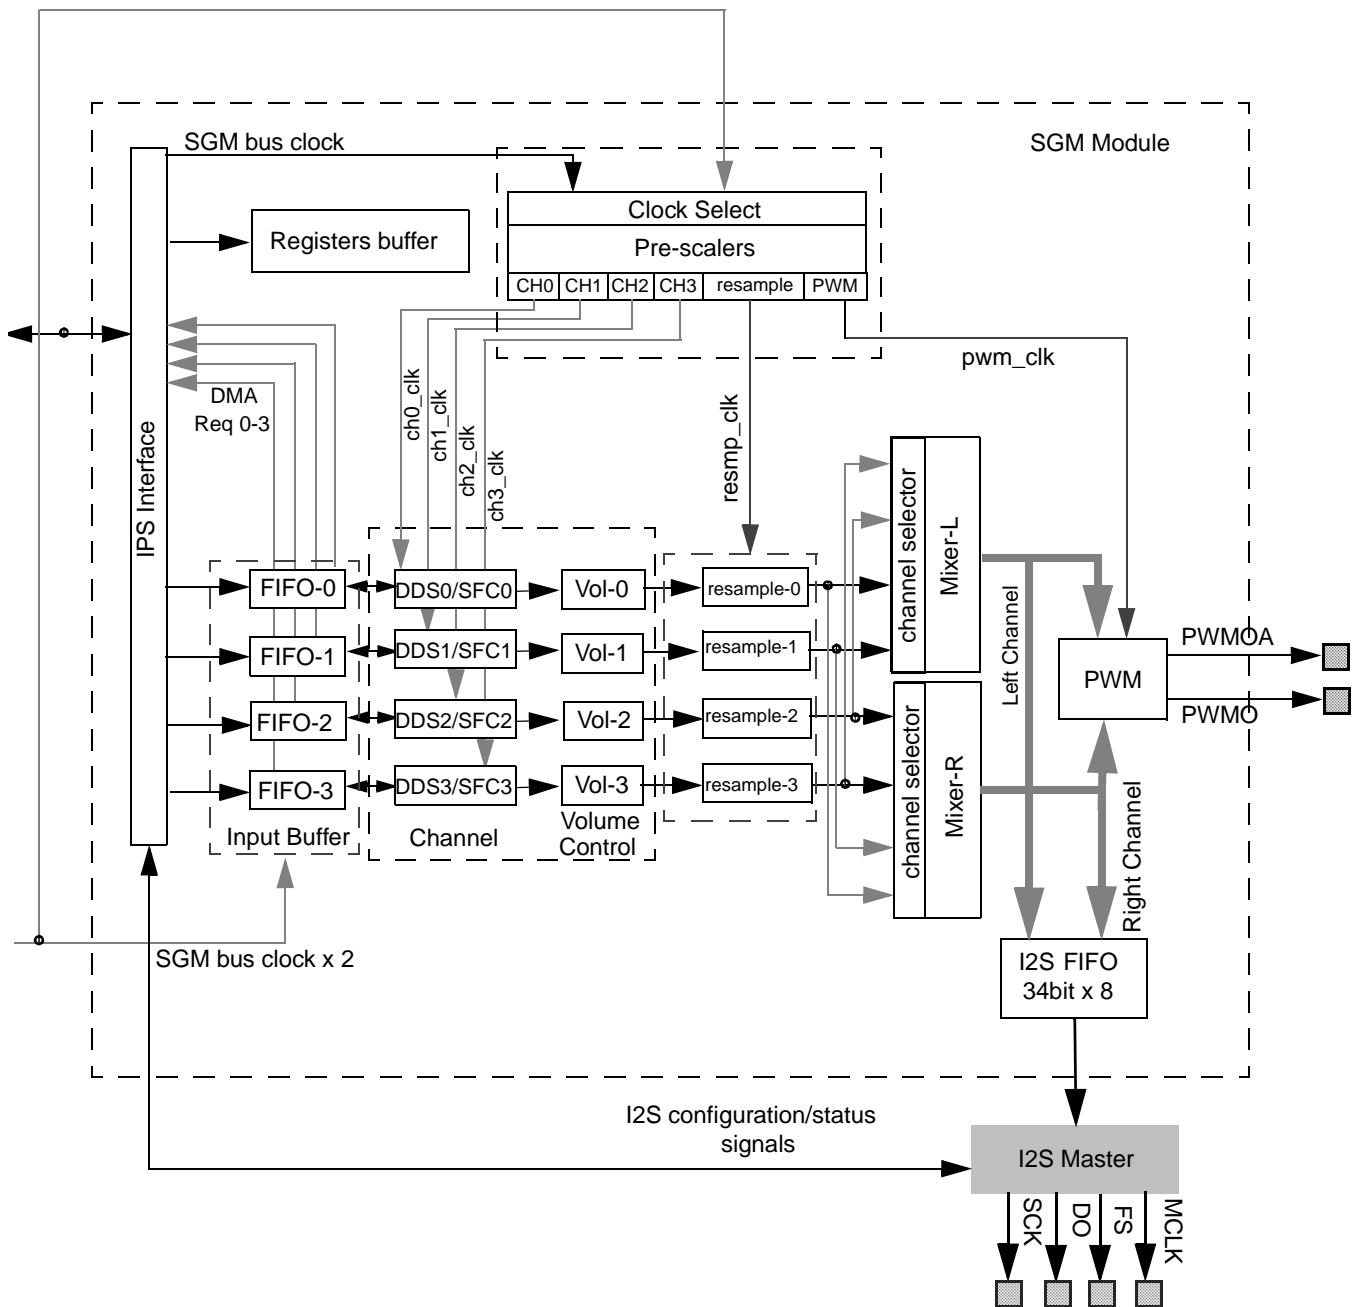 SGM bus clock
SGM Module
Clock Select
Pre-scalers
CH0
CH1
CH2
CH3
resample
PWM
Registers buffer
IPS Interface
DMA
Req 0-3
ch0_clk
ch1_clk
ch2_clk
ch3_clk
resmp_clk
pwm_clk
FIFO-0
FIFO-1
FIFO-2
FIFO-3
Input Buffer
DDS0/SFC0
DDS1/SFC1
DDS2/SFC2
DDS3/SFC3
Channel
Vol-0
Vol-1
Vol-2
Vol-3
Volume
Control
resample-0
resample-1
resample-2
resample-3
channel selector
Mixer-L
channel selector
Mixer-R
Left Channel
Right Channel
PWM
PWMOA
PWMO
SGM bus clock x 2
I2S FIFO
34bit x 8
I2S configuration/status
signals
I2S Master
SCK
DO
FS
MCLK